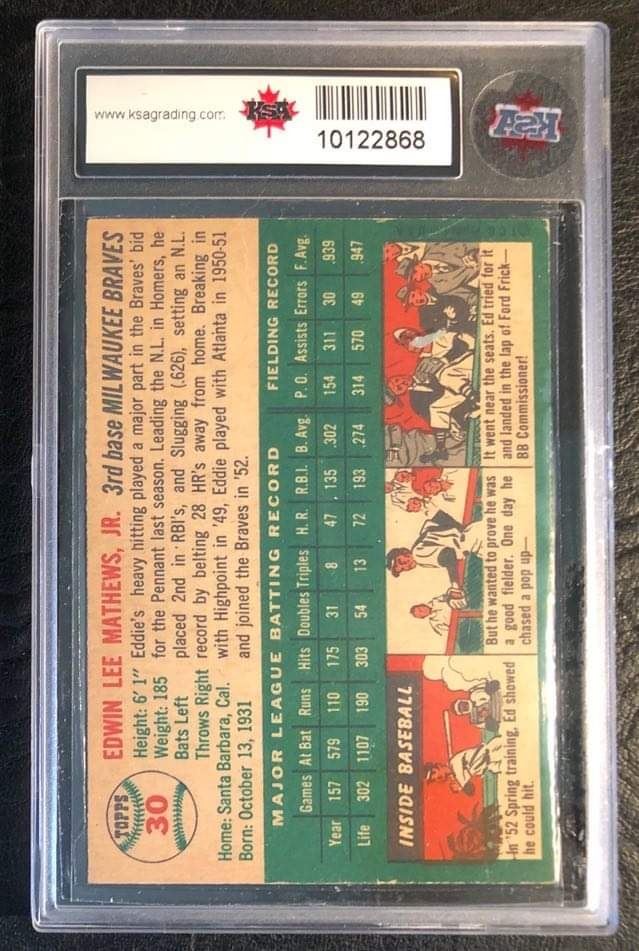 www.ksagrading.com
KSA
10122868
KSA
TOPPS
30
EDWIN LEE MATHEWS, JR. 3rd base MILWAUKEE BRAVES
Height: 6' 1"
Weight: 185
Bats Left
Throws Right
Home: Santa Barbara, Cal.
Born: October 13, 1931
Eddie's heavy hitting played a major part in the Braves' bid
for the Pennant last season. Leading the N.L. in Homers, he
placed 2nd in RBI's, and Slugging (.626), setting an N.L.
record by belting 28 HR's away from home. Breaking in
with Highpoint in '49, Eddie played with Atlanta in 1950-51
and joined the Braves in '52.
MAJOR LEAGUE BATTING RECORD FIELDING RECORD
Games At Bat Runs Hits Doubles Triples H. R. R.B.I. B. Avg. P. O. Assists Errors F. Avg.
Year 157 579 110 175 31 8 47 135 .302 154 311 30 .939
Life 302 1107 190 303 54 13 72 193 .274 314 570 49 .947
INSIDE BASEBALL
In '52 Spring training, Ed showed
he could hit.
But he wanted to prove he was
a good fielder. One day he
chased a pop up—
It went near the seats. Ed tried for it
and landed in the lap of Ford Frick—
BB Commissioner!